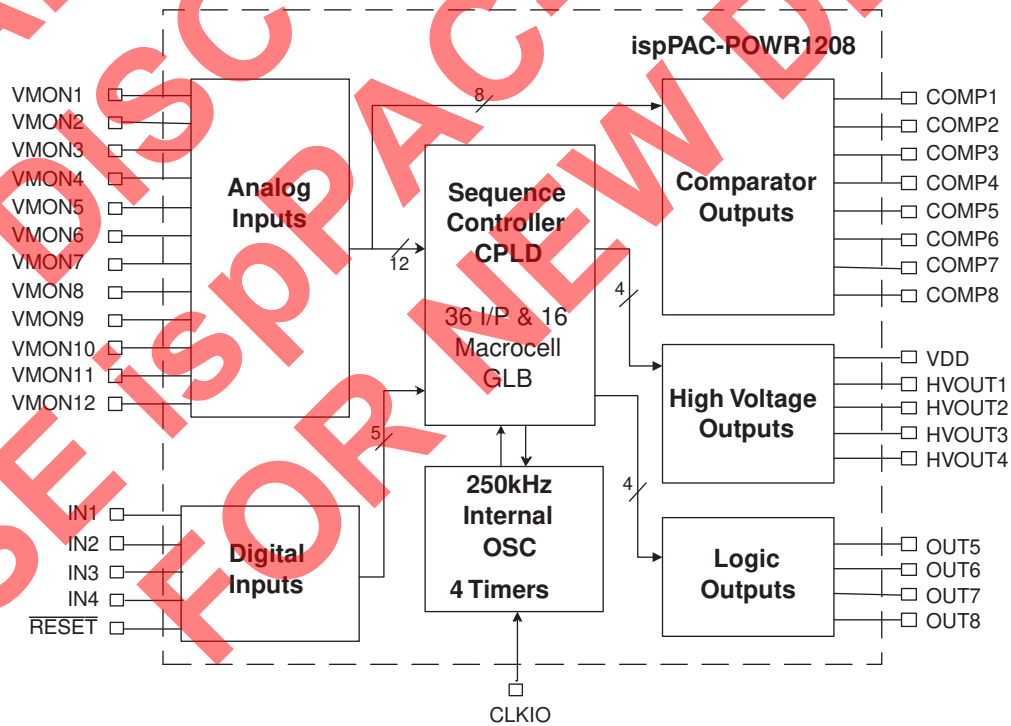 ispPAC-POWR1208
VMON1
VMON2
VMON3
VMON4
VMON5
VMON6
VMON7
VMON8
VMON9
VMON10
VMON11
VMON12
Analog
Inputs
8
12
Sequence
Controller
CPLD
36 I/P & 16
Macrocell
GLB
Comparator
Outputs
COMP1
COMP2
COMP3
COMP4
COMP5
COMP6
COMP7
COMP8
4
High Voltage
Outputs
VDD
HVOUT1
HVOUT2
HVOUT3
HVOUT4
5
IN1
IN2
IN3
IN4
RESET
Digital
Inputs
250kHz
Internal
OSC
4 Timers
4
Logic
Outputs
OUT5
OUT6
OUT7
OUT8
CLKIO
DISC
SE ispPAC
FOR NEW D